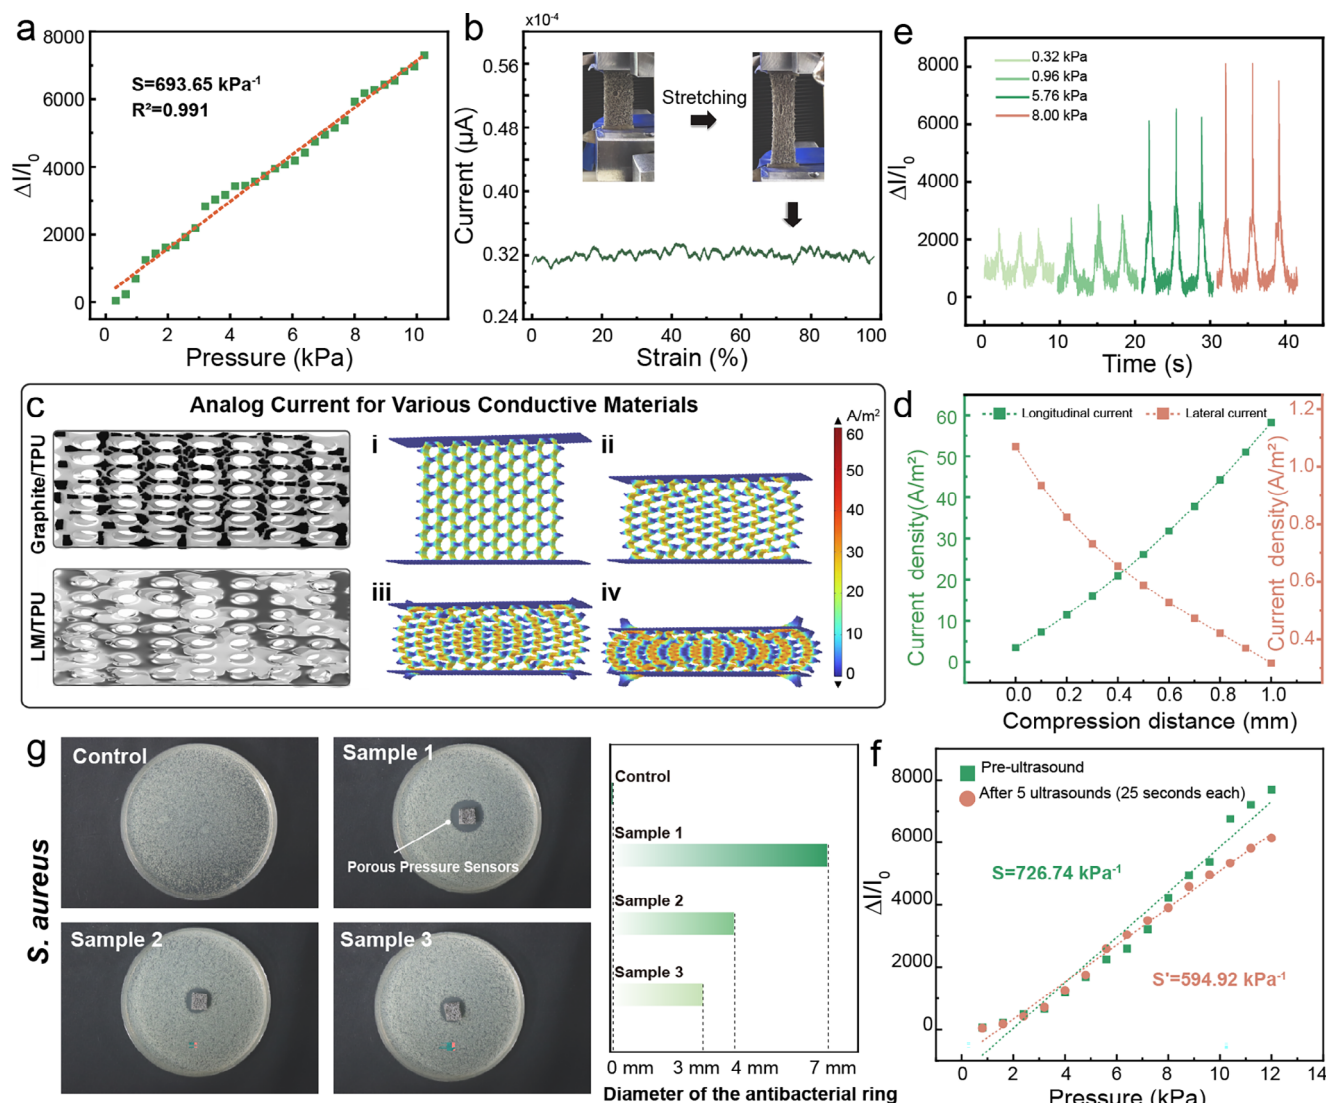 a
8000
6000
4000
2000
0
ΔI/I₀
S=693.65 kPa⁻¹
R²=0.991
0 2 4 6 8 10
Pressure (kPa)
b
x10⁻⁴
0.56
0.48
0.40
0.32
0.24
Current (μA)
Stretching
0 20 40 60 80 100
Strain (%)
e
8000
6000
4000
2000
0
ΔI/I₀
0.32 kPa
0.96 kPa
5.76 kPa
8.00 kPa
0 10 20 30 40
Time (s)
c
Analog Current for Various Conductive Materials
Graphite/TPU
LM/TPU
i
ii
iii
iv
A/m²
60
50
40
30
20
10
0
d
60
50
40
30
20
10
0
Current density(A/m²)
Longitudinal current
Lateral current
1.2
1.0
0.8
0.6
0.4
Current density(A/m²)
0.0 0.2 0.4 0.6 0.8 1.0
Compression distance (mm)
g
S. aureus
Control
Sample 1
Porous Pressure Sensors
Sample 2
Sample 3
Control
Sample 1
Sample 2
Sample 3
0 mm 3 mm 4 mm 7 mm
Diameter of the antibacterial ring
f
8000
6000
4000
2000
0
ΔI/I₀
Pre-ultrasound
After 5 ultrasounds (25 seconds each)
S=726.74 kPa⁻¹
S'=594.92 kPa⁻¹
0 2 4 6 8 10 12 14
Pressure (kPa)